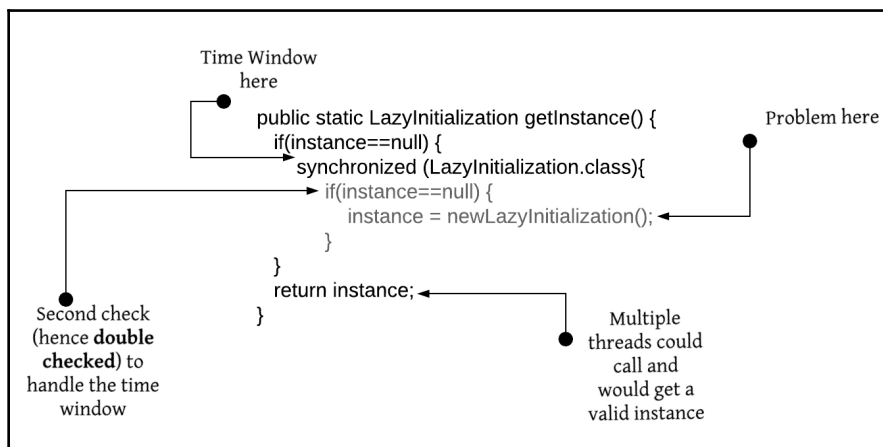 Time Window
here
Problem here
public static LazyInitialization getInstance() {
if(instance==null) {
synchronized (LazyInitialization.class){
if(instance==null) {
instance = newLazyInitialization();
}
}
return instance;
}
Second check
(hence double
checked) to
handle the time
window
Multiple
threads could
call and
would get a
valid instance